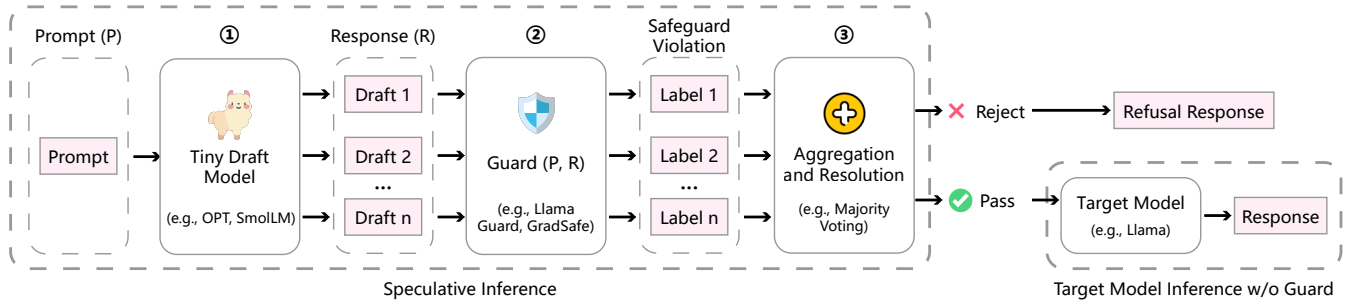 Prompt (P)
①
Response (R)
②
Safeguard
Violation
③
Prompt
Tiny Draft
Model
(e.g., OPT, SmolLM)
Draft 1
Draft 2
...
Draft n
Guard (P, R)
(e.g., Llama
Guard, GradSafe)
Label 1
Label 2
...
Label n
Aggregation
and Resolution
(e.g., Majority
Voting)
Reject
Refusal Response
Pass
Target Model
(e.g., Llama)
Response
Speculative Inference
Target Model Inference w/o Guard